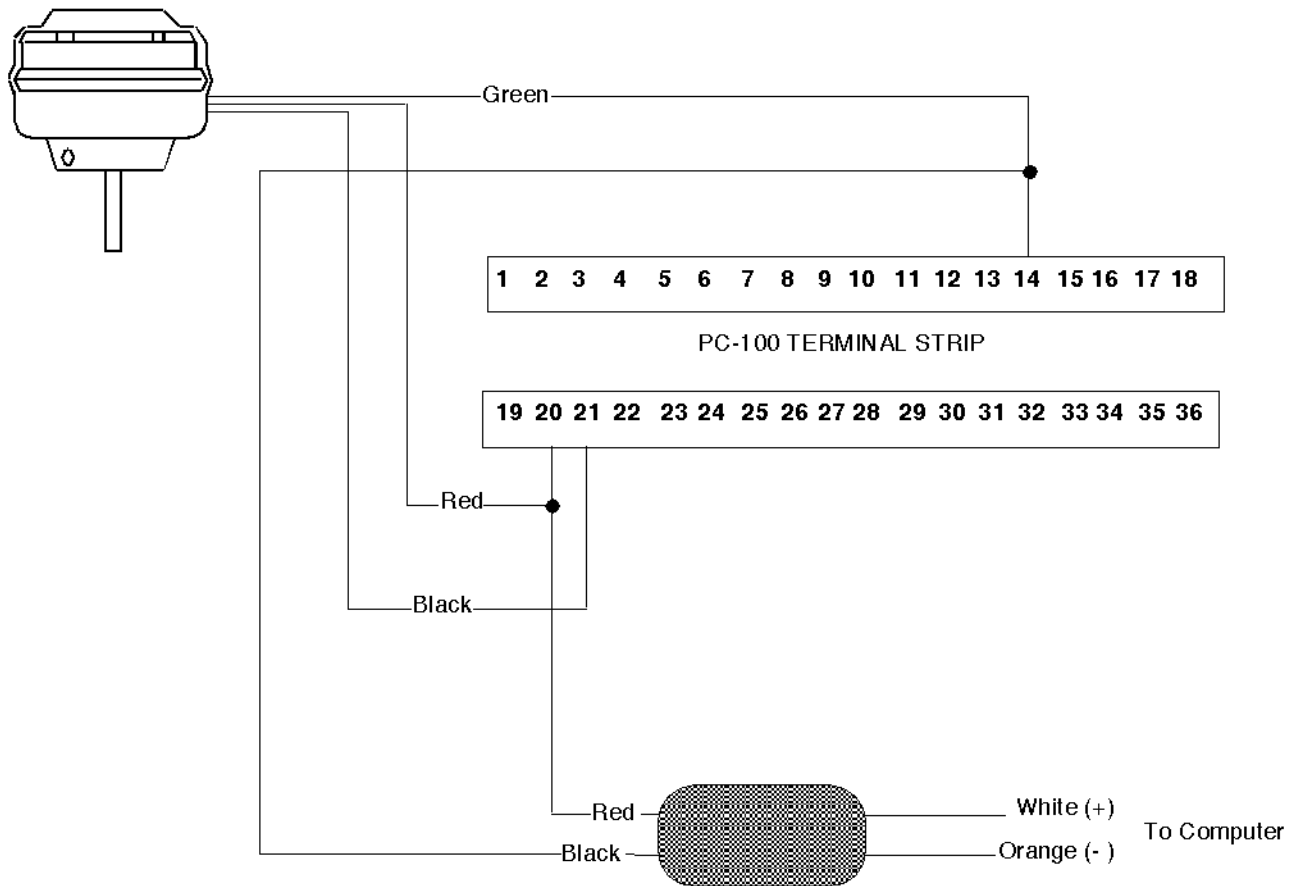 Green
1 2 3 4 5 6 7 8 9 10 11 12 13 14 15 16 17 18
PC-100 TERMINAL STRIP
19 20 21 22 23 24 25 26 27 28 29 30 31 32 33 34 35 36
Red
Black
Red
White (+)
To Computer
Black
Orange (- )